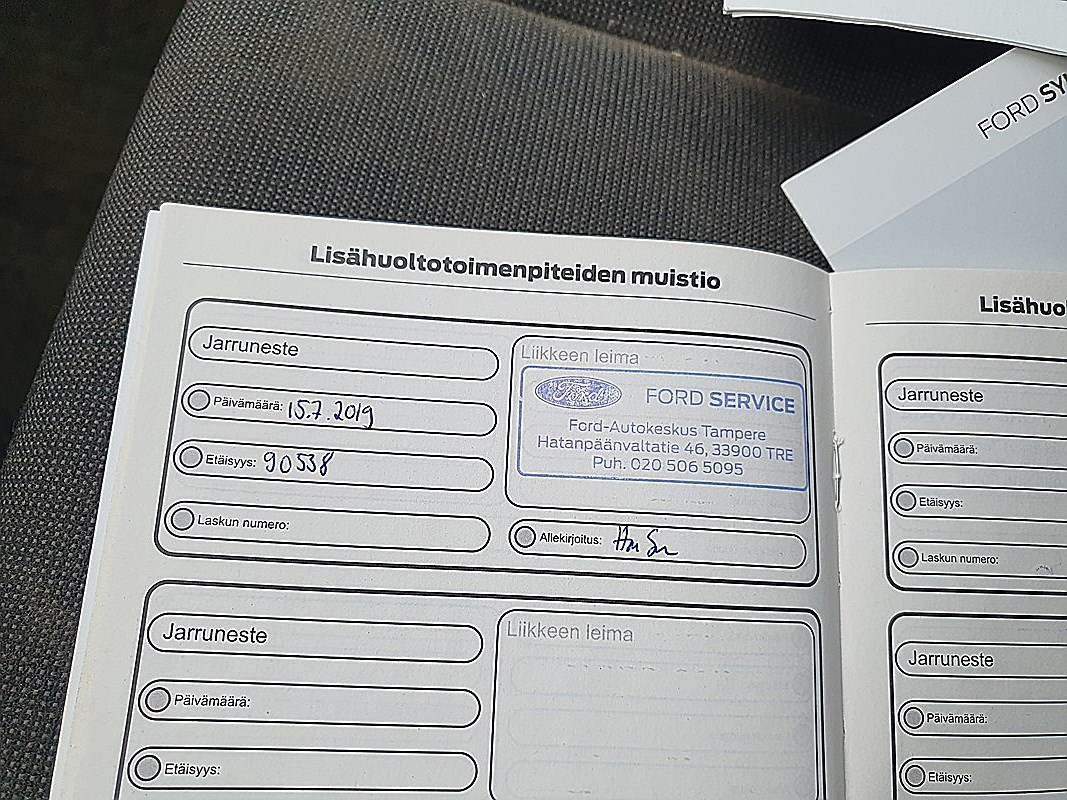 FORD SY
Lisähuoltotoimenpiteiden muistio
Jarruneste
Päivämäärä: 15.7.2019
Etäisyys: 90538
Laskun numero:
Liikkeen leima
Ford
FORD SERVICE
Ford-Autokeskus Tampere
Hatanpäänvaltatie 46, 33900 TRE
Puh. 020 506 5095
Allekirjoitus:
Jarruneste
Päivämäärä:
Etäisyys:
Liikkeen leima
Lisähuo
Jarruneste
Päivämäärä:
Etäisyys:
Laskun numero:
Jarruneste
Päivämäärä:
Etäisyys: